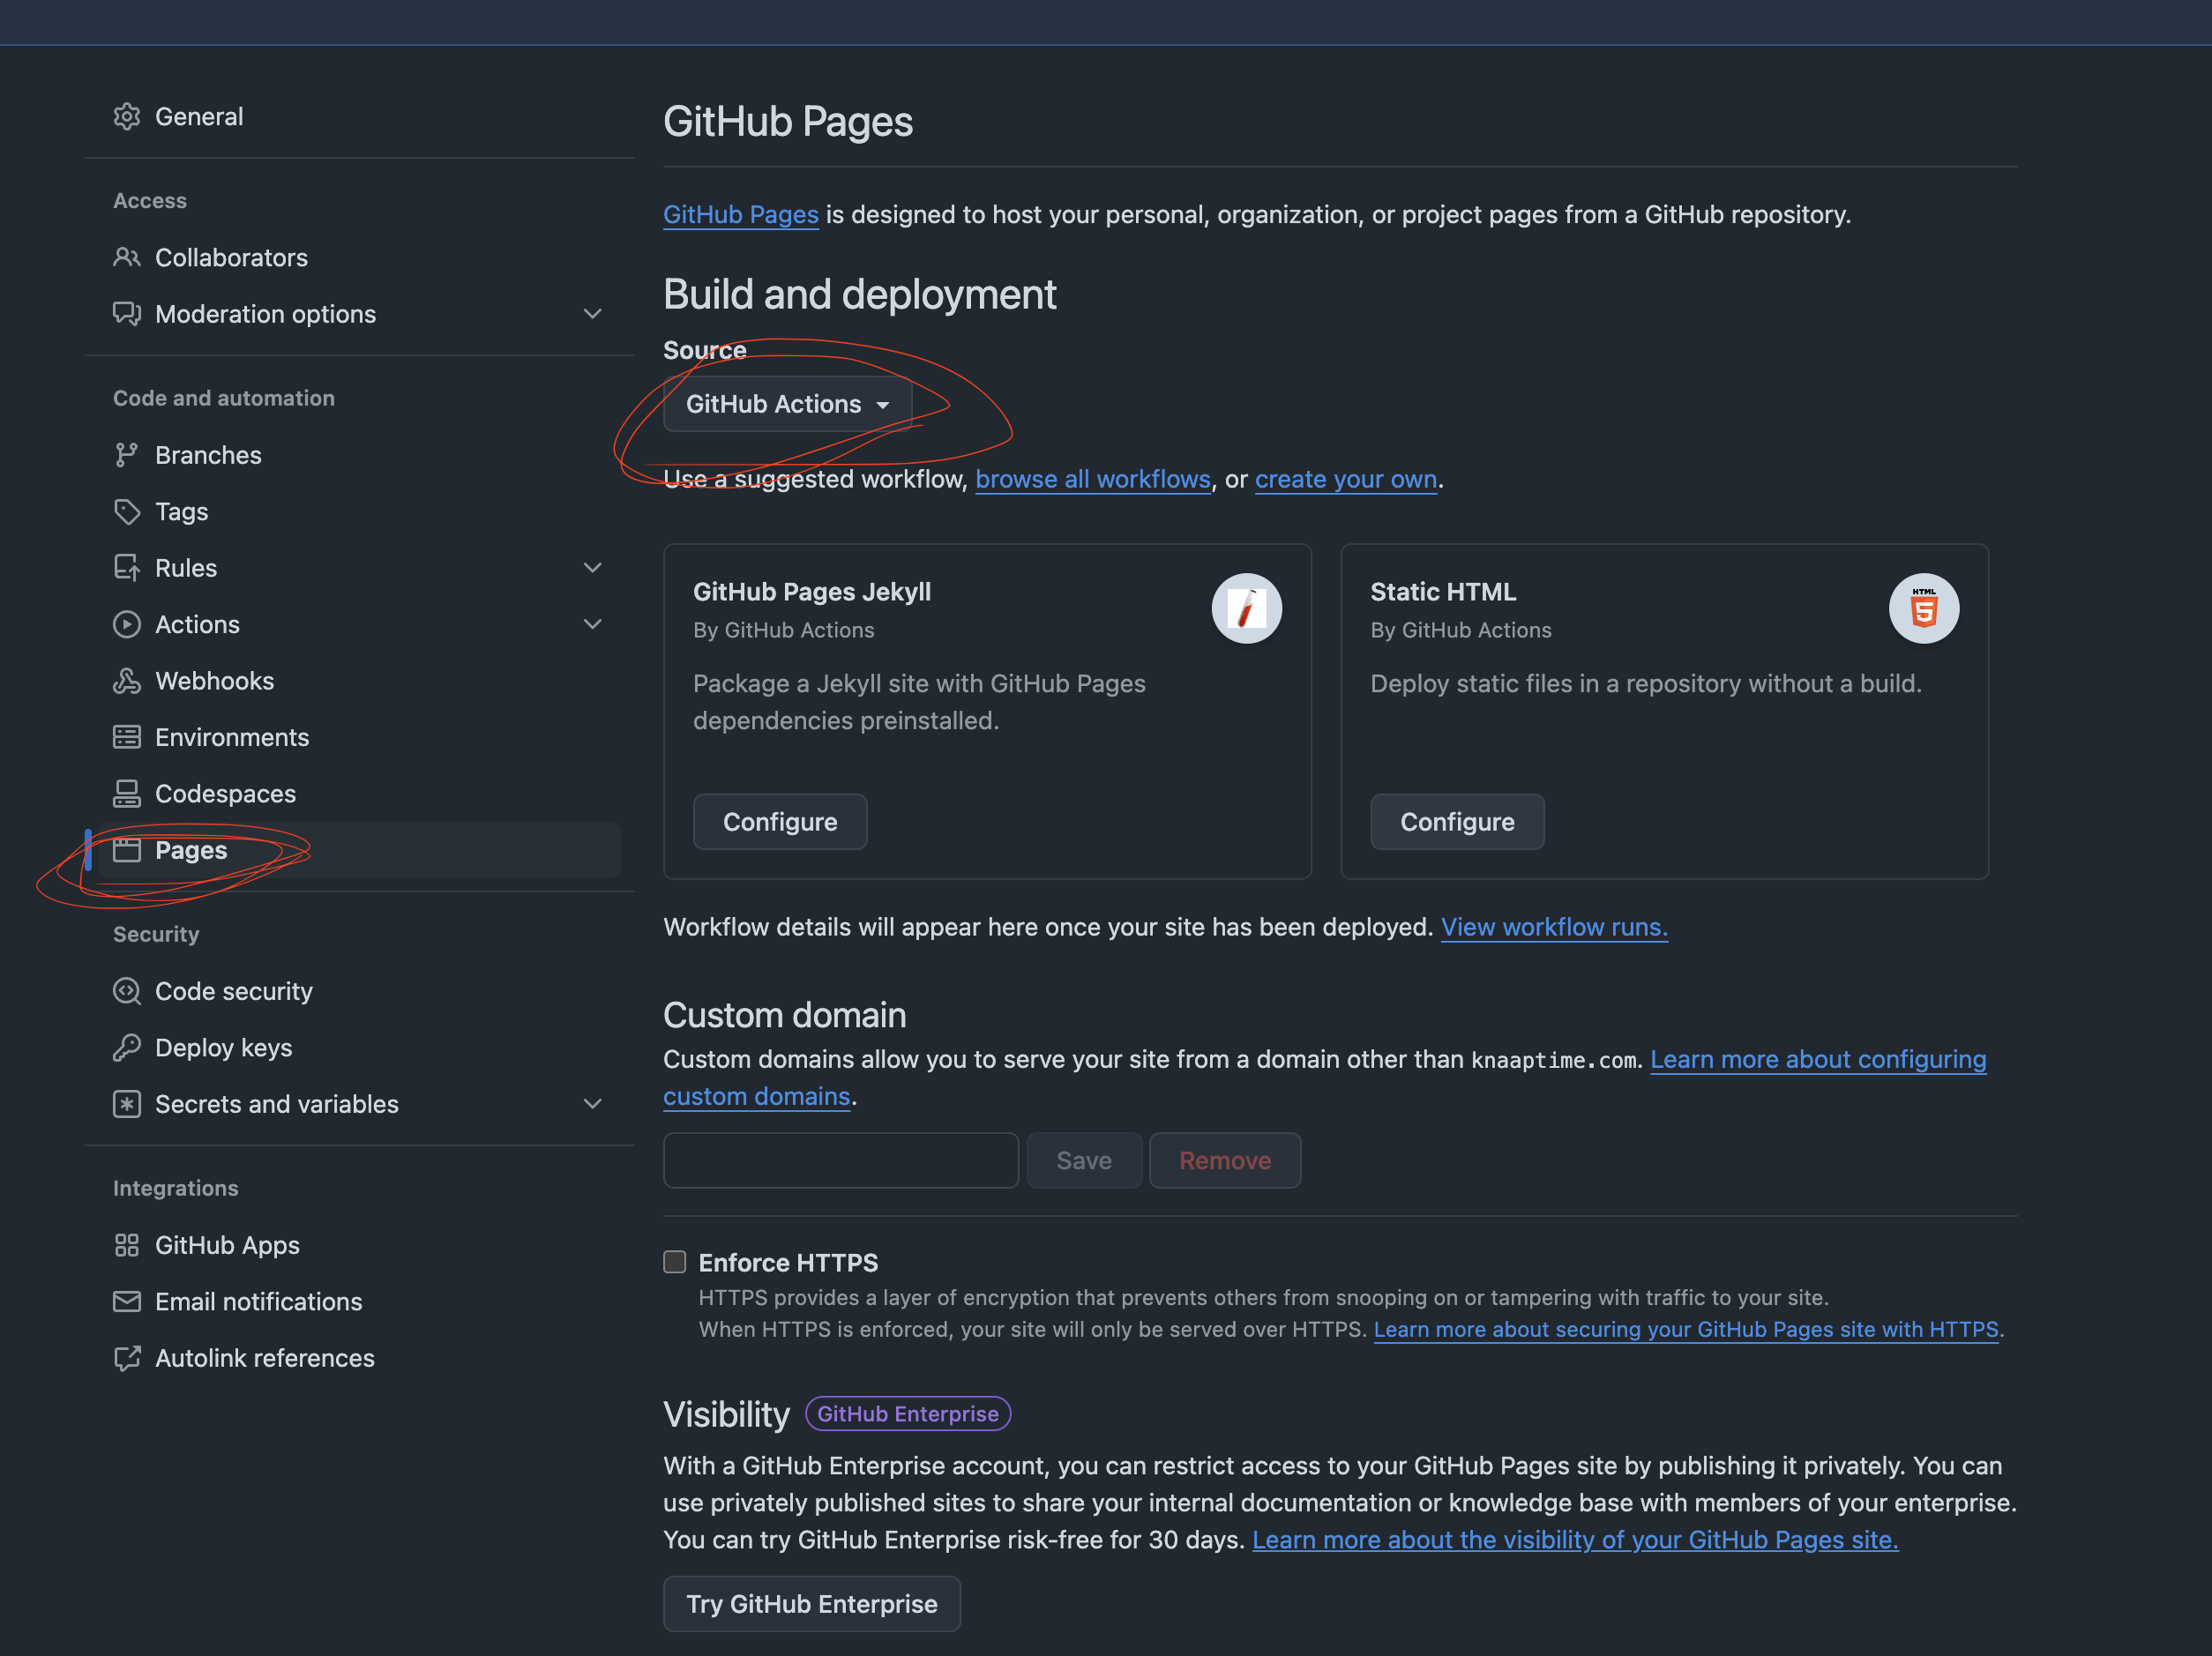 General
Access
Collaborators
Moderation options
Code and automation
Branches
Tags
Rules
Actions
Webhooks
Environments
Codespaces
Pages
Security
Code security
Deploy keys
Secrets and variables
Integrations
GitHub Apps
Email notifications
Autolink references
GitHub Pages
GitHub Pages is designed to host your personal, organization, or project pages from a GitHub repository.
Build and deployment
Source
GitHub Actions
Use a suggested workflow, browse all workflows, or create your own.
GitHub Pages Jekyll
By GitHub Actions
Package a Jekyll site with GitHub Pages
dependencies preinstalled.
Configure
Static HTML
HTML
5
By GitHub Actions
Deploy static files in a repository without a build.
Configure
Workflow details will appear here once your site has been deployed. View workflow runs.
Custom domain
Custom domains allow you to serve your site from a domain other than knaaptime.com. Learn more about configuring
custom domains.
Save
Remove
Enforce HTTPS
HTTPS provides a layer of encryption that prevents others from snooping on or tampering with traffic to your site.
When HTTPS is enforced, your site will only be served over HTTPS. Learn more about securing your GitHub Pages site with HTTPS.
Visibility GitHub Enterprise
With a GitHub Enterprise account, you can restrict access to your GitHub Pages site by publishing it privately. You can
use privately published sites to share your internal documentation or knowledge base with members of your enterprise.
You can try GitHub Enterprise risk-free for 30 days. Learn more about the visibility of your GitHub Pages site.
Try GitHub Enterprise